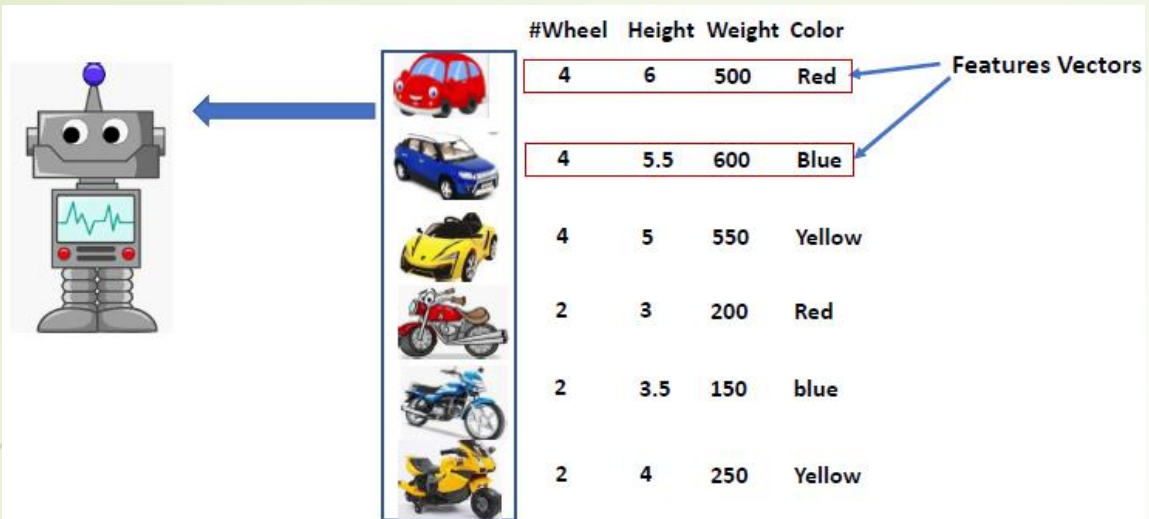 #Wheel Height Weight Color
4 6 500 Red
Features Vectors
4 5.5 600 Blue
4 5 550 Yellow
2 3 200 Red
2 3.5 150 blue
2 4 250 Yellow